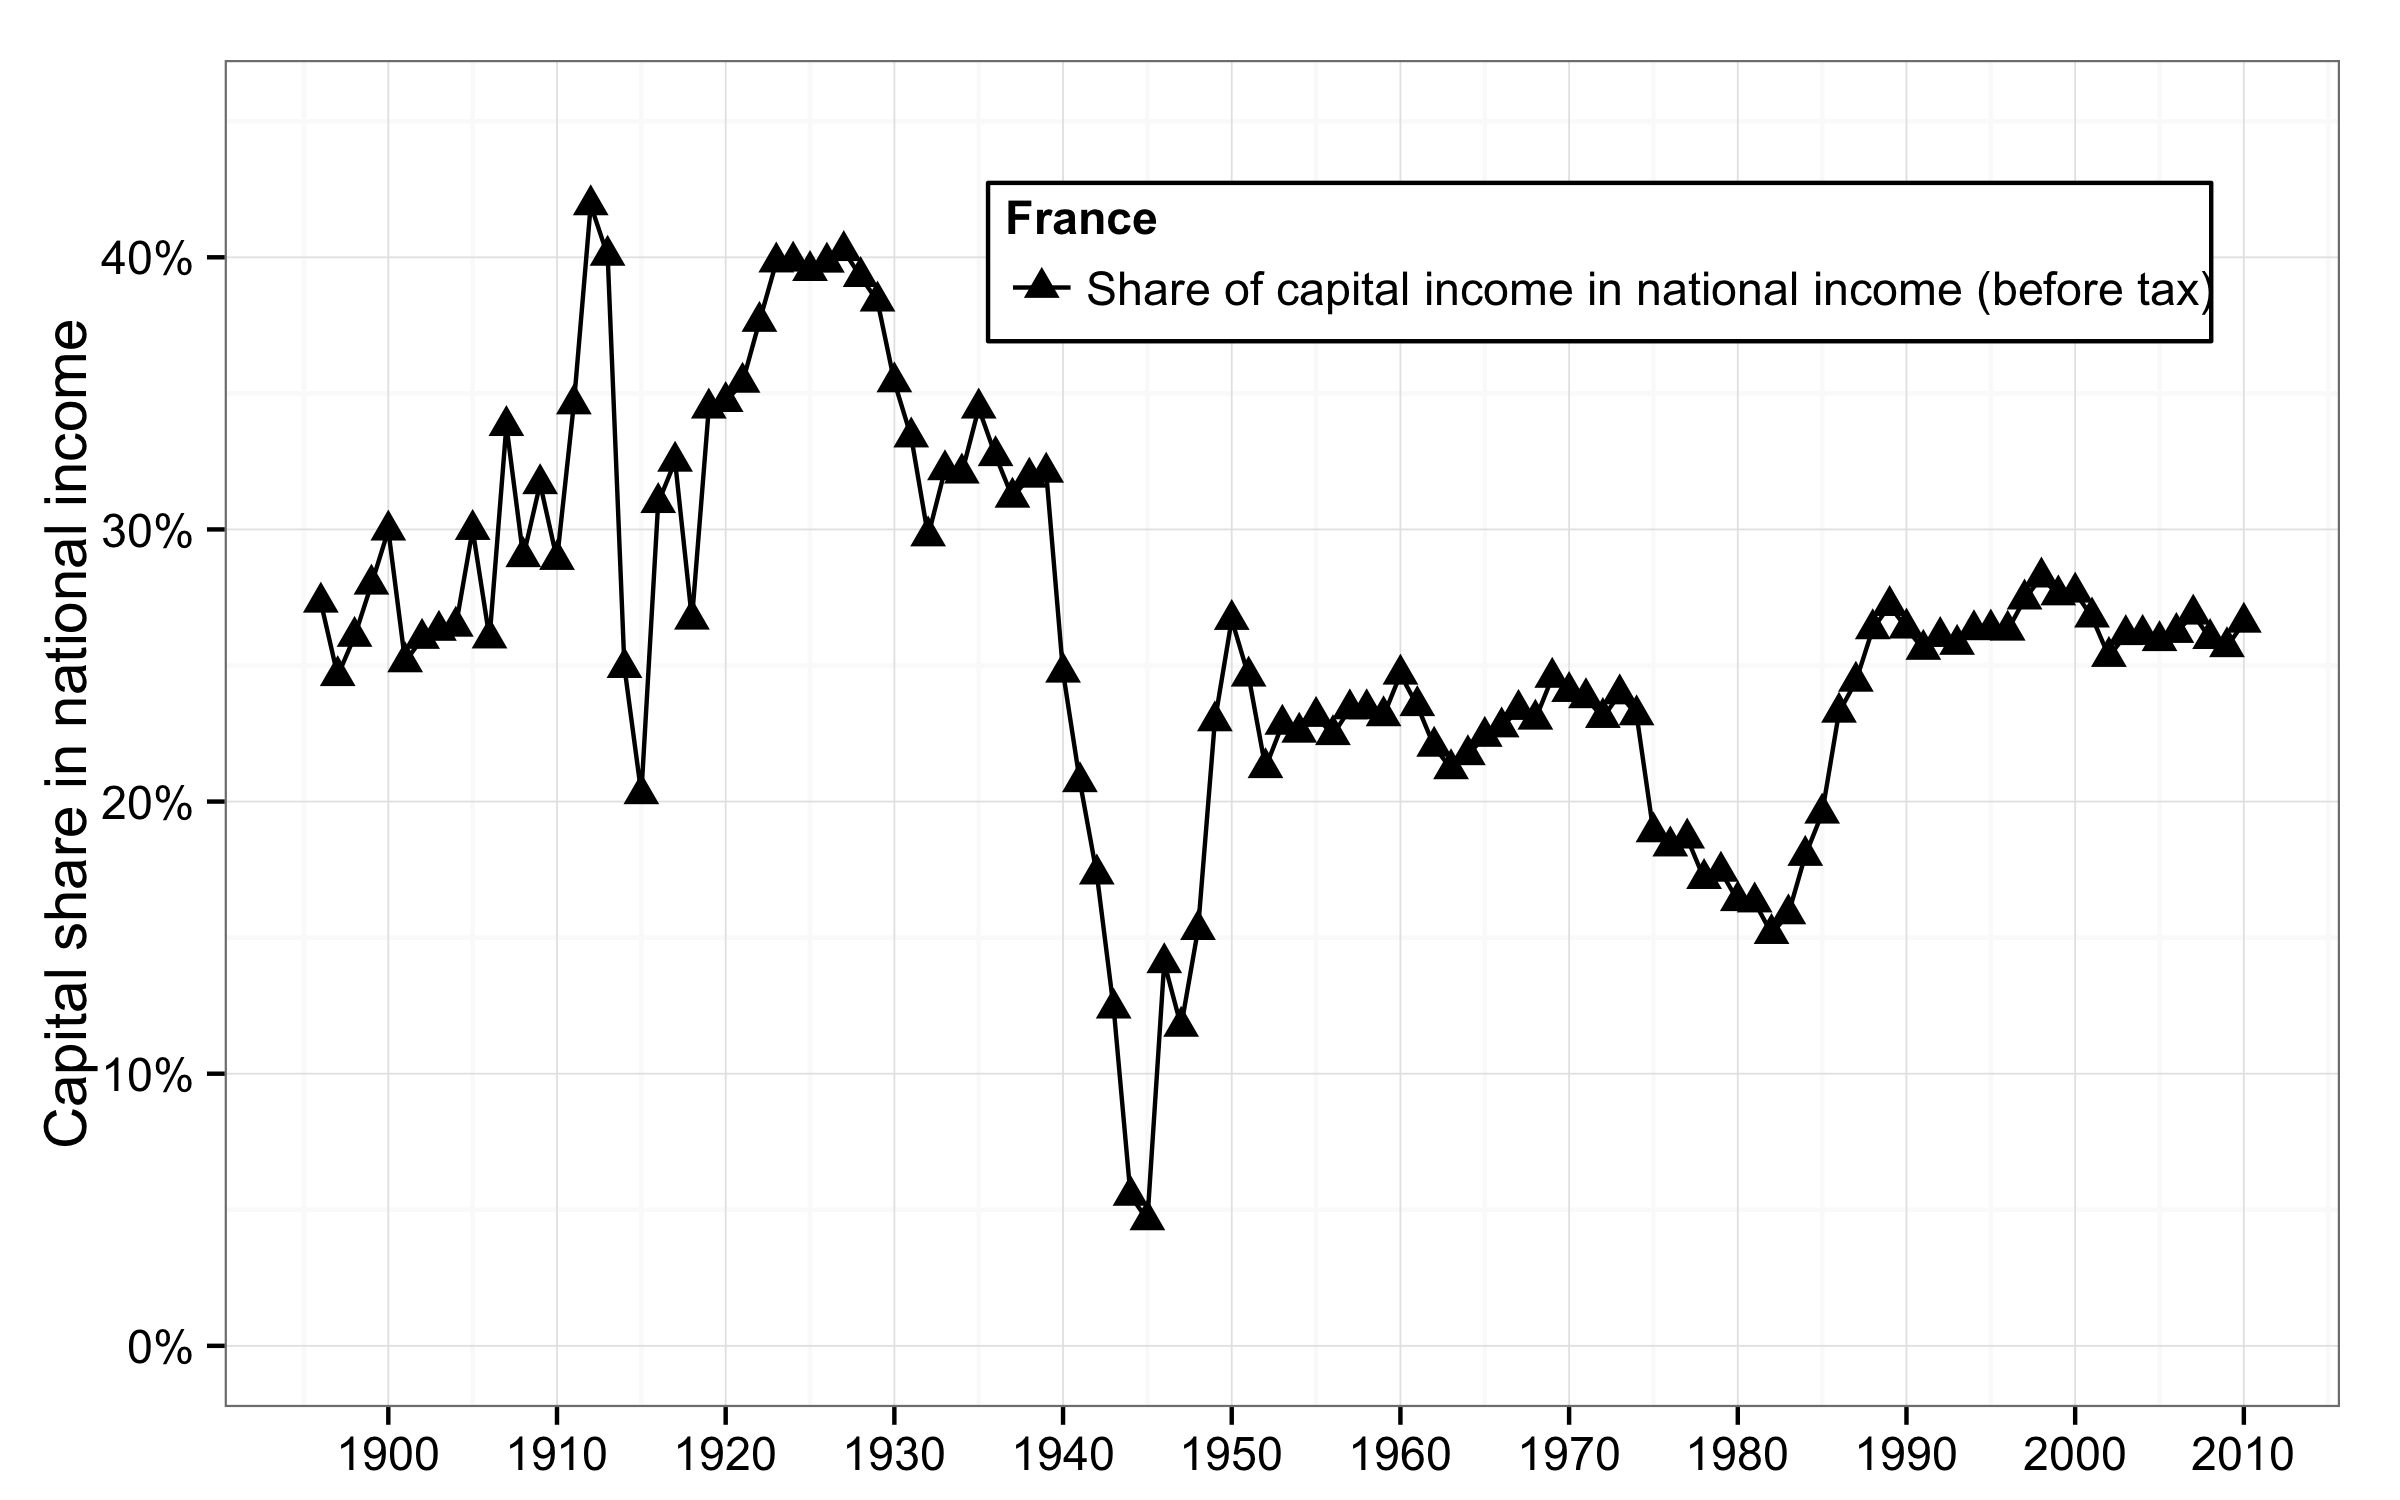 France
Share of capital income in national income (before tax)
Capital share in national income
40%
30%
20%
10%
0%
1900 1910 1920 1930 1940 1950 1960 1970 1980 1990 2000 2010